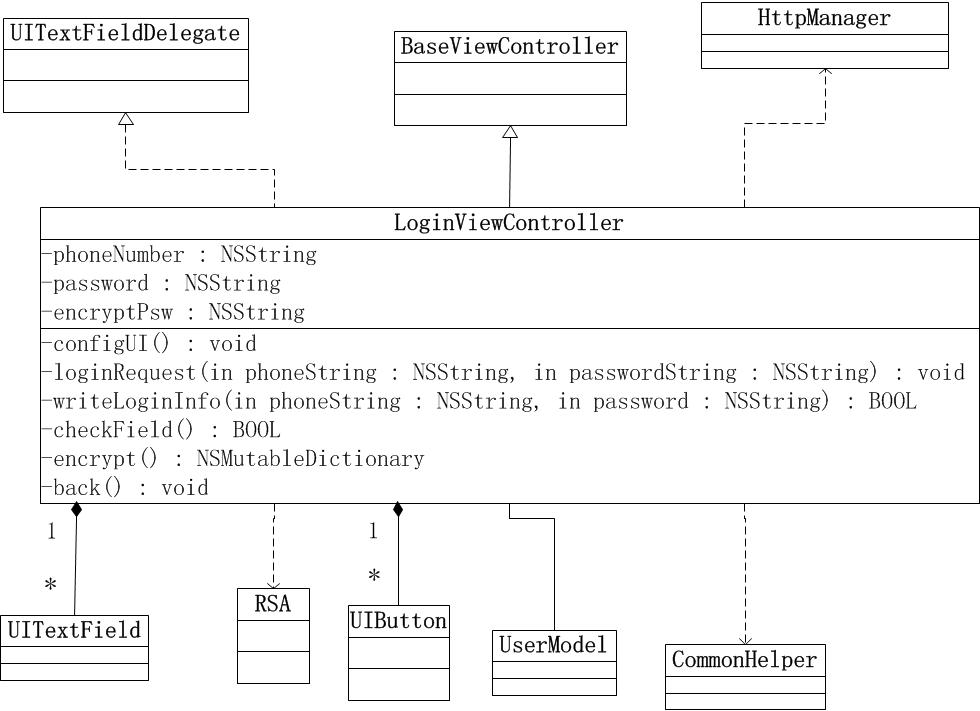 UITextFieldDelegate
BaseViewController
HttpManager
LoginViewController
-phoneNumber : NSString
-password : NSString
-encryptPsw : NSString
-configUI() : void
-loginRequest(in phoneString : NSString, in passwordString : NSString) : void
-writeLoginInfo(in phoneString : NSString, in password : NSString) : BOOL
-checkField() : BOOL
-encrypt() : NSMutableDictionary
-back() : void
1
*
1
*
UITextField
RSA
UIButton
UserModel
CommonHelper